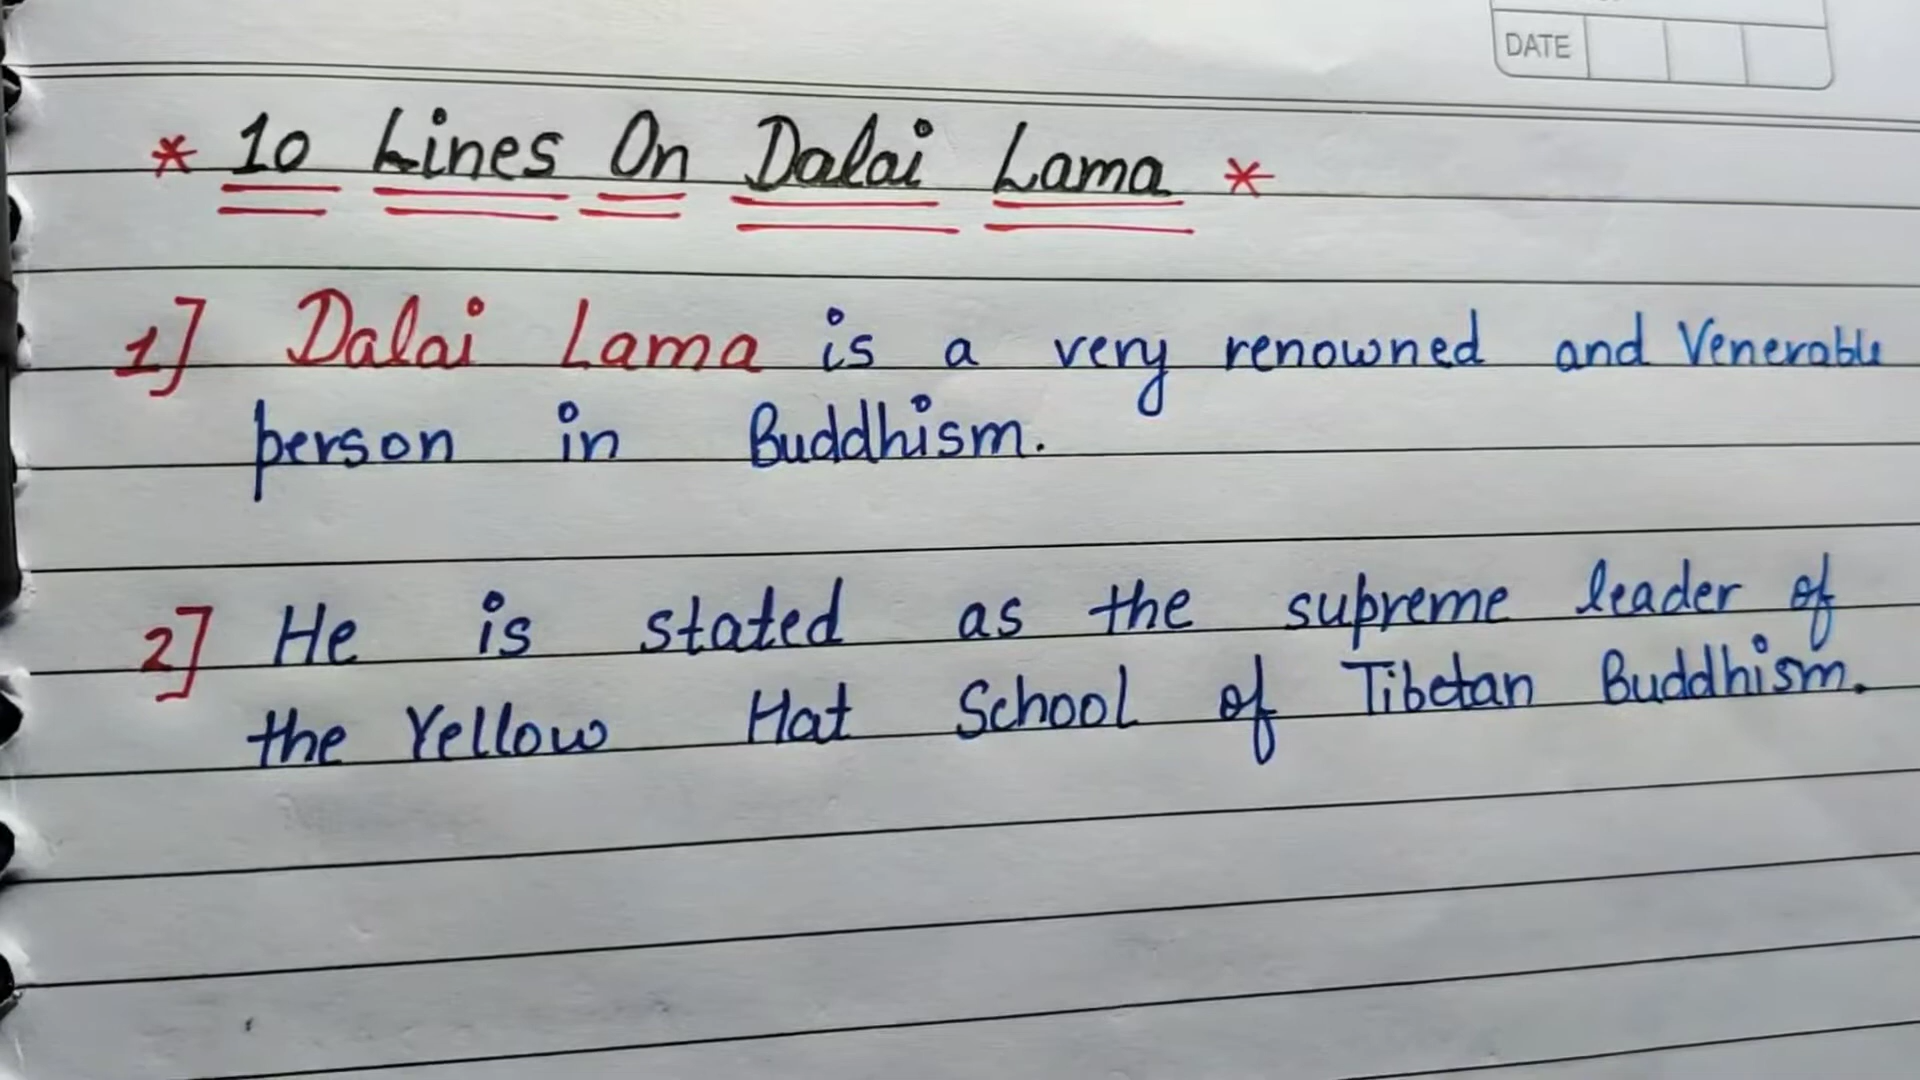 DATE
* 10 Lines On Dalai Lama *
1] Dalai Lama is a very renowned and Venerable
person in Buddhism.
2] He is stated as the supreme leader of
the Yellow Hat School of Tibetan Buddhism.